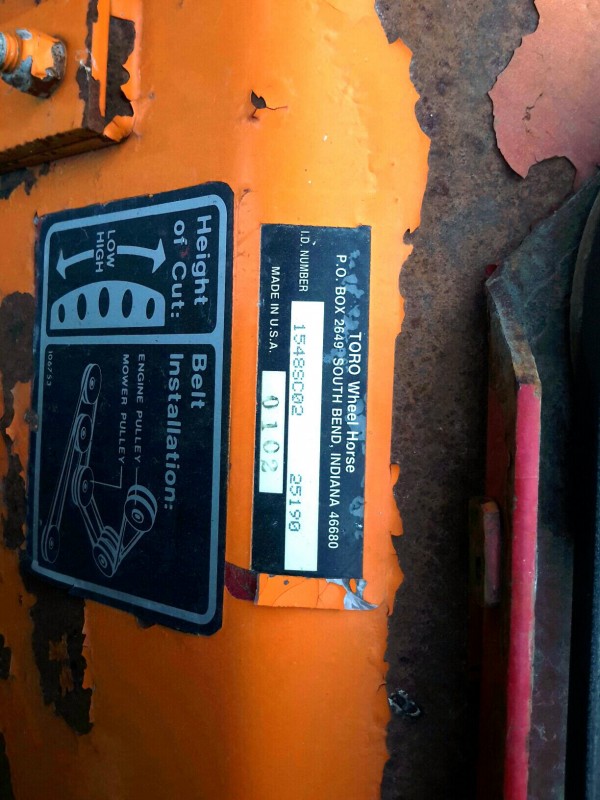 TORO Wheel Horse
P.O. BOX 2649 SOUTH BEND, INDIANA 46680
I.D. NUMBER 1548SC02 25190
MADE IN U.S.A. 0102
Height
of Cut:
LOW
HIGH
Belt
Installation:
ENGINE PULLEY
MOWER PULLEY
106753